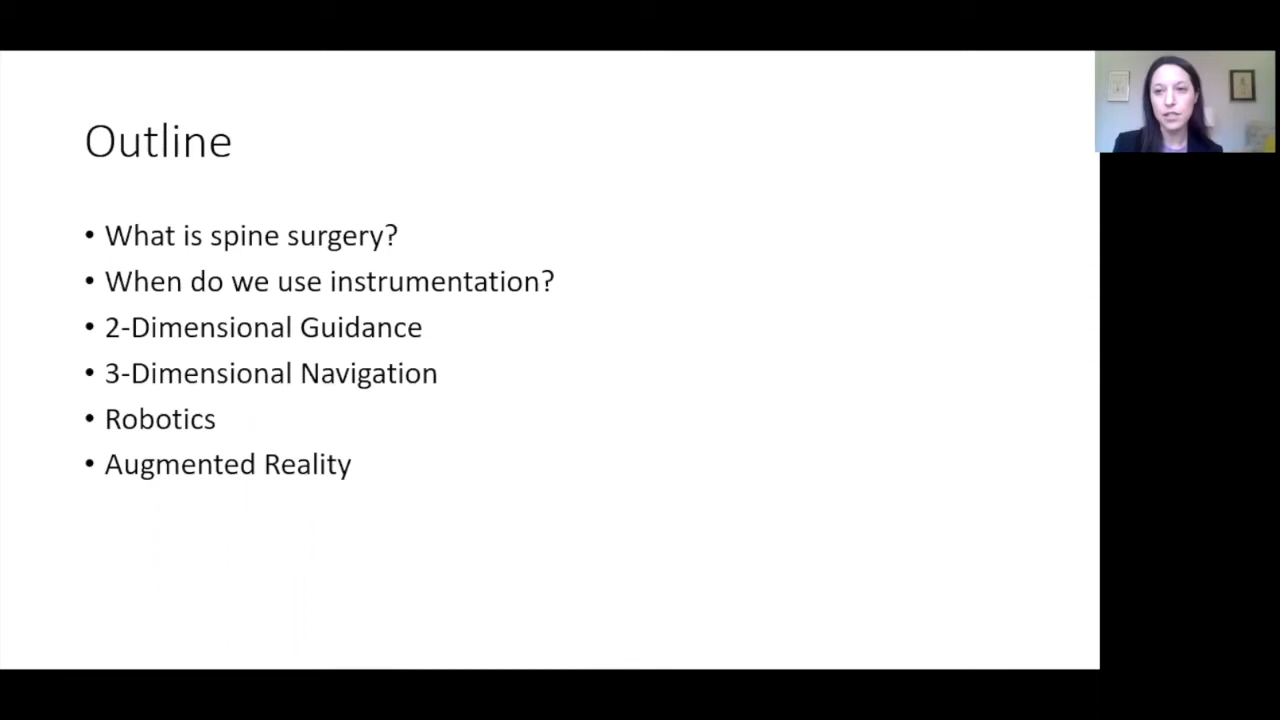 Outline
• What is spine surgery?
• When do we use instrumentation?
• 2-Dimensional Guidance
• 3-Dimensional Navigation
• Robotics
• Augmented Reality